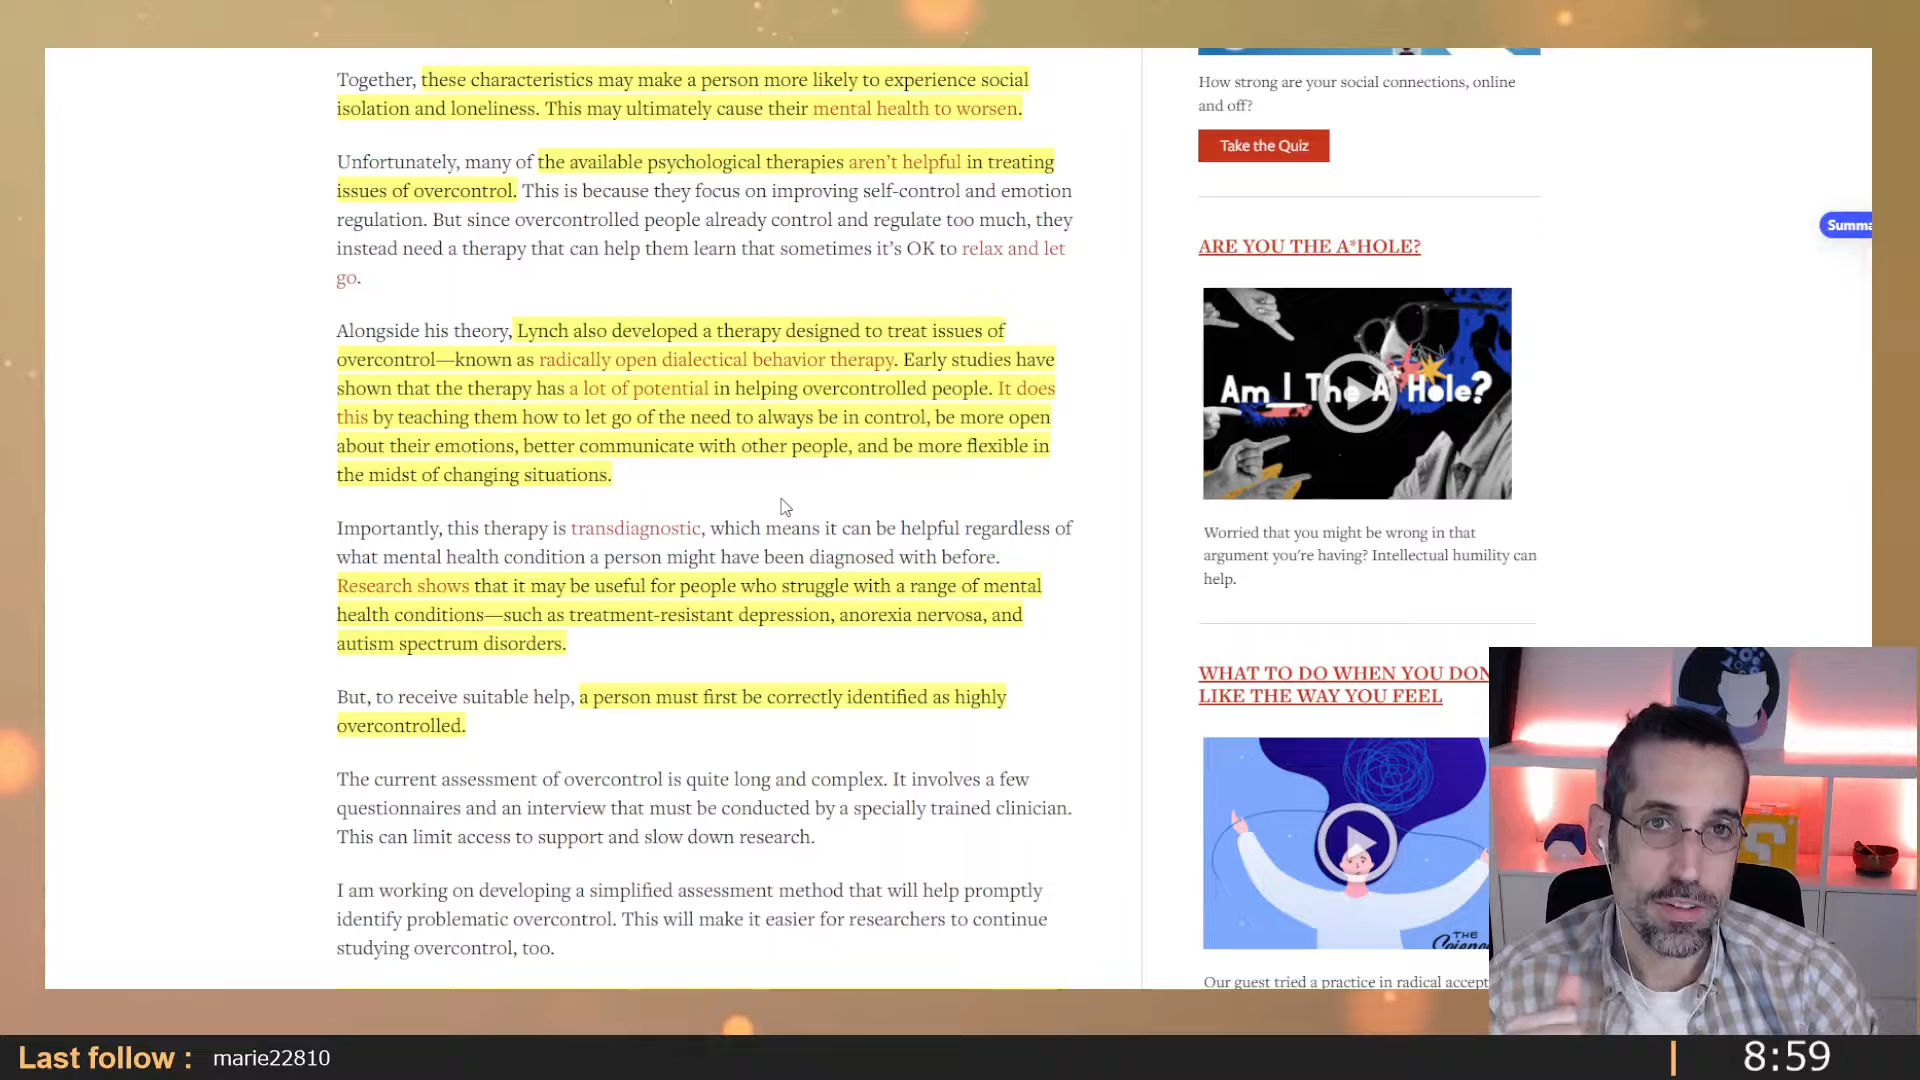 Together, these characteristics may make a person more likely to experience social
isolation and loneliness. This may ultimately cause their mental health to worsen.
Unfortunately, many of the available psychological therapies aren’t helpful in treating
issues of overcontrol. This is because they focus on improving self-control and emotion
regulation. But since overcontrolled people already control and regulate too much, they
instead need a therapy that can help them learn that sometimes it’s OK to relax and let
go.
Alongside his theory, Lynch also developed a therapy designed to treat issues of
overcontrol—known as radically open dialectical behavior therapy. Early studies have
shown that the therapy has a lot of potential in helping overcontrolled people. It does
this by teaching them how to let go of the need to always be in control, be more open
about their emotions, better communicate with other people, and be more flexible in
the midst of changing situations.
Importantly, this therapy is transdiagnostic, which means it can be helpful regardless of
what mental health condition a person might have been diagnosed with before.
Research shows that it may be useful for people who struggle with a range of mental
health conditions—such as treatment-resistant depression, anorexia nervosa, and
autism spectrum disorders.
But, to receive suitable help, a person must first be correctly identified as highly
overcontrolled.
The current assessment of overcontrol is quite long and complex. It involves a few
questionnaires and an interview that must be conducted by a specially trained clinician.
This can limit access to support and slow down research.
I am working on developing a simplified assessment method that will help promptly
identify problematic overcontrol. This will make it easier for researchers to continue
studying overcontrol, too.
How strong are your social connections, online
and off?
Take the Quiz
ARE YOU THE A*HOLE?
Am I The A*Hole?
Worried that you might be wrong in that
argument you're having? Intellectual humility can
help.
WHAT TO DO WHEN YOU DON
LIKE THE WAY YOU FEEL
THE
Our guest tried a practice in radical accept
Summa
Last follow : marie22810
8:59